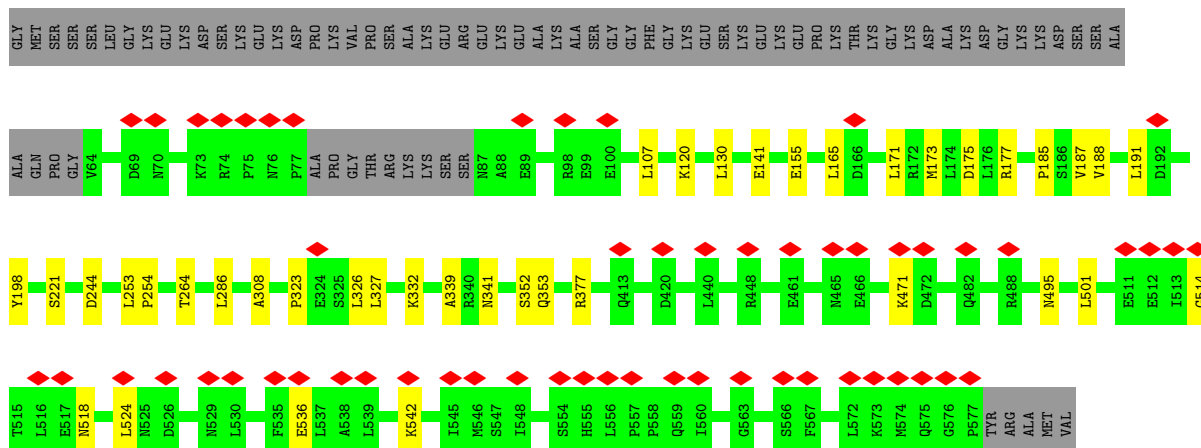 GLY MET SER SER SER LEU GLY LYS GLU LYS ASP SER LYS GLU LYS ASP PRO LYS VAL PRO SER ALA LYS GLU ARG GLU LYS GLU ALA LYS ALA SER GLY GLY PHE GLY LYS GLU SER LYS GLU LYS GLU PRO LYS THR LYS GLY LYS ASP ALA LYS ASP GLY LYS LYS ASP SER SER ALA
ALA GLN PRO GLY V64 D69 N70 K73 R74 P75 N76 P77 ALA PRO GLY THR ARG LYS LYS SER SER N87 A88 E89 R98 E99 E100 L107 K120 L130 E141 E155 L165 D166 L171 R172 M173 L174 D175 L176 R177 P185 S186 V187 V188 L191 D192
Y198 S221 D244 L253 P254 T264 L286 A308 P323 E324 S325 L326 L327 K332 A339 R340 N341 S352 Q353 R377 Q413 D420 L440 R448 E461 N465 E466 K471 D472 Q482 R488 N495 L501 E511 E512 I513 G514
T515 L516 E517 N518 L524 N525 D526 N529 L530 F535 E536 L537 A538 L539 K542 I545 M546 S547 I548 S554 H555 L556 P557 P558 Q559 I560 G563 S566 F567 L572 K573 M574 Q575 G576 P577 TYR ARG ALA MET VAL